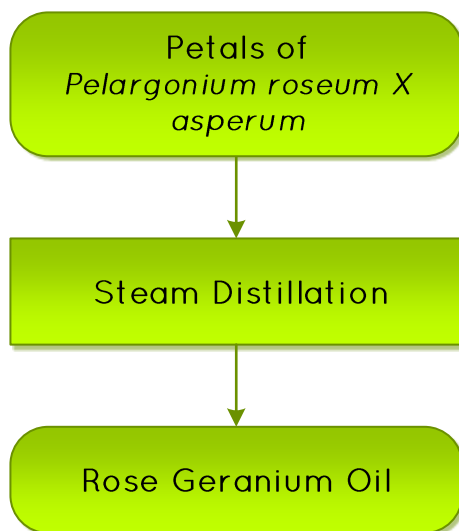 Petals of
Pelargonium roseum X
asperum
Steam Distillation
Rose Geranium Oil